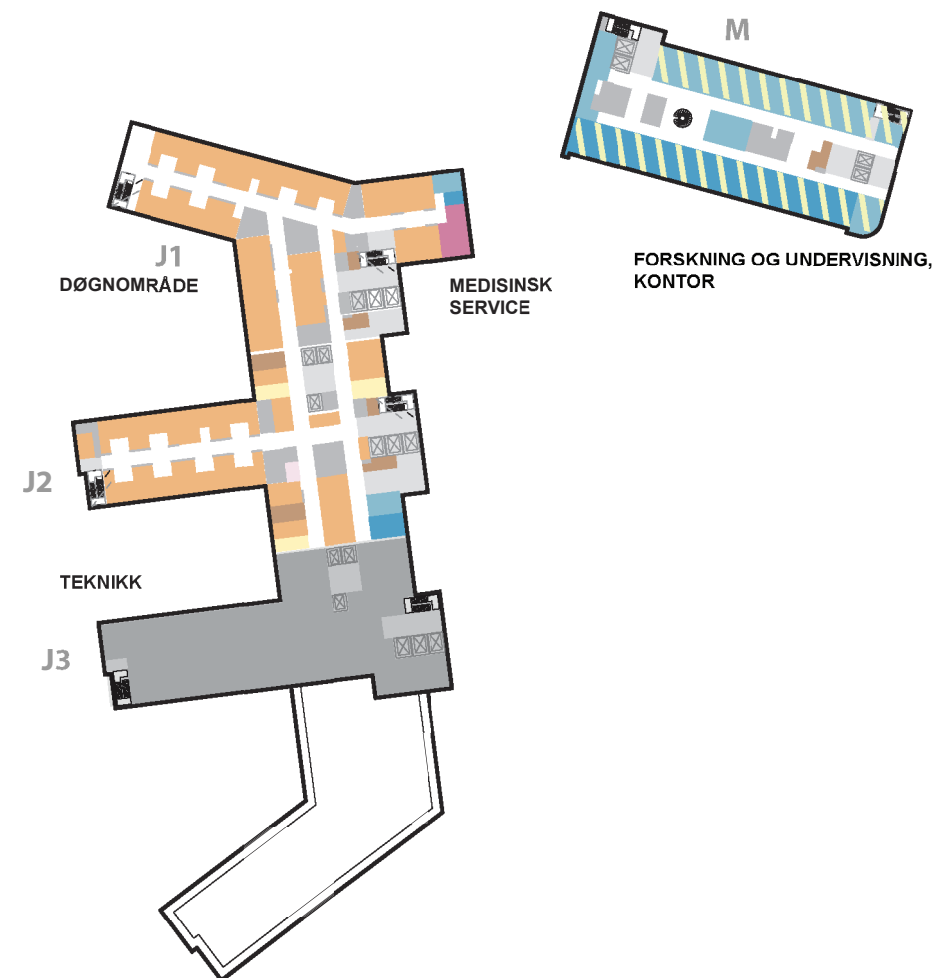 M
J1
DØGNOMRÅDE
MEDISINSK
SERVICE
FORSKNING OG UNDERVISNING,
KONTOR
J2
TEKNIKK
J3